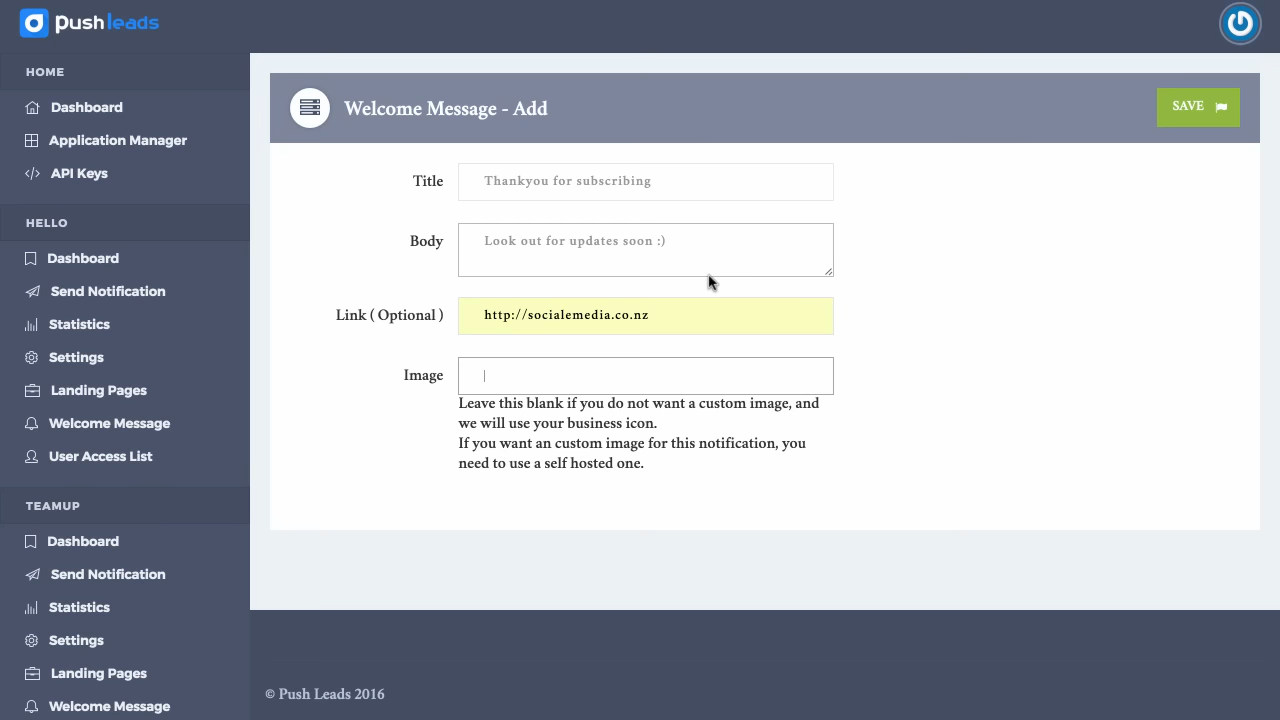 pushleads
HOME
Dashboard
Application Manager
API Keys
HELLO
Dashboard
Send Notification
Statistics
Settings
Landing Pages
Welcome Message
User Access List
TEAMUP
Dashboard
Send Notification
Statistics
Settings
Landing Pages
Welcome Message
Welcome Message - Add
SAVE
Title
Thankyou for subscribing
Body
Look out for updates soon :)
Link ( Optional )
http://socialemedia.co.nz
Image
Leave this blank if you do not want a custom image, and
we will use your business icon.
If you want an custom image for this notification, you
need to use a self hosted one.
© Push Leads 2016